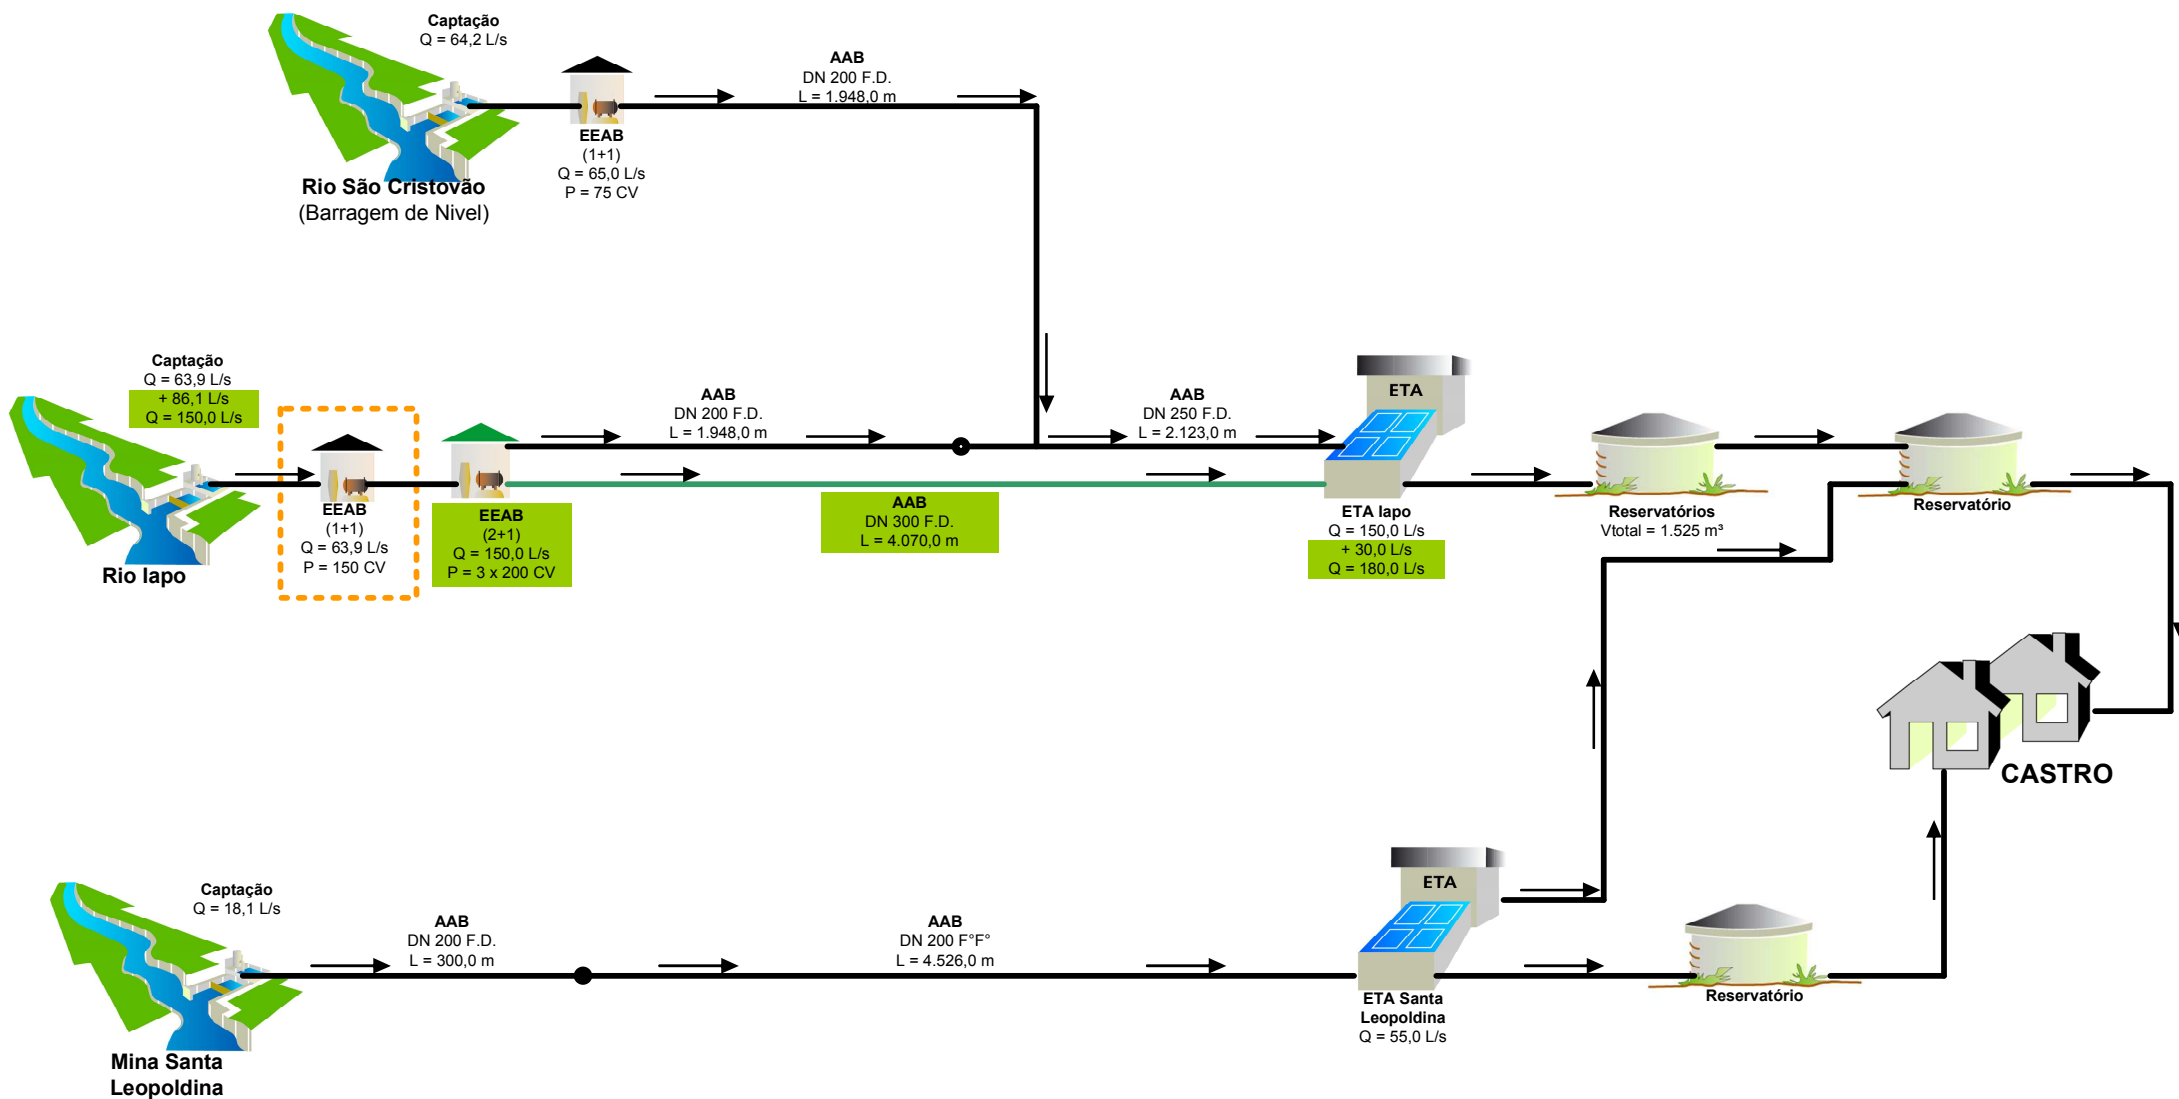 Captação
Q = 64,2 L/s
AAB
DN 200 F.D.
L = 1.948,0 m
EEAB
(1+1)
Q = 65,0 L/s
P = 75 CV
Rio São Cristovão
(Barragem de Nivel)
Captação
Q = 63,9 L/s
+ 86,1 L/s
Q = 150,0 L/s
AAB
DN 200 F.D.
L = 1.948,0 m
AAB
DN 250 F.D.
L = 2.123,0 m
ETA
EEAB
(1+1)
Q = 63,9 L/s
P = 150 CV
EEAB
(2+1)
Q = 150,0 L/s
P = 3 x 200 CV
AAB
DN 300 F.D.
L = 4.070,0 m
ETA Iapo
Q = 150,0 L/s
+ 30,0 L/s
Q = 180,0 L/s
Reservatórios
Vtotal = 1.525 m³
Reservatório
Rio Iapo
CASTRO
Captação
Q = 18,1 L/s
AAB
DN 200 F.D.
L = 300,0 m
AAB
DN 200 F°F°
L = 4.526,0 m
ETA
ETA Santa
Leopoldina
Q = 55,0 L/s
Reservatório
Mina Santa
Leopoldina